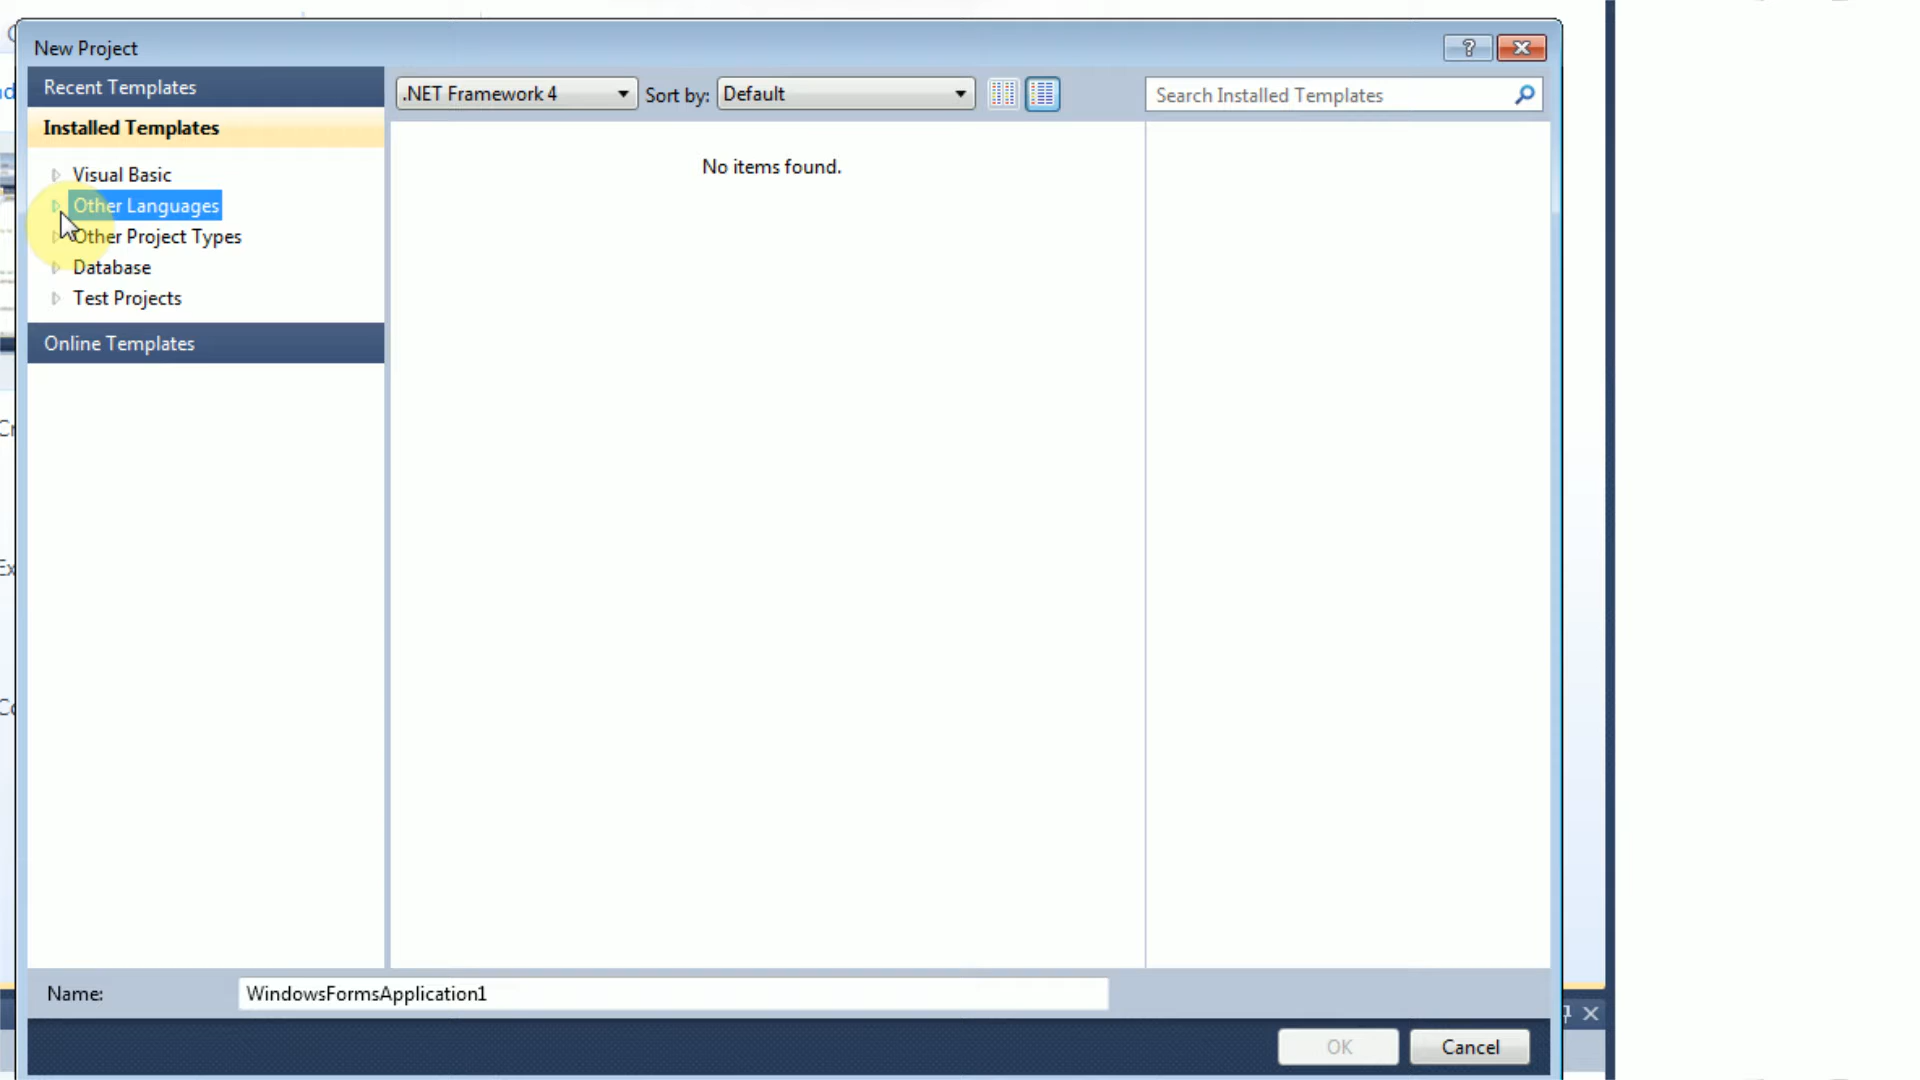 New Project
?
Recent Templates
.NET Framework 4
Sort by:
Default
Search Installed Templates
Installed Templates
No items found.
Visual Basic
Other Languages
Other Project Types
Database
Test Projects
Online Templates
Name:
WindowsFormsApplication1
OK
Cancel